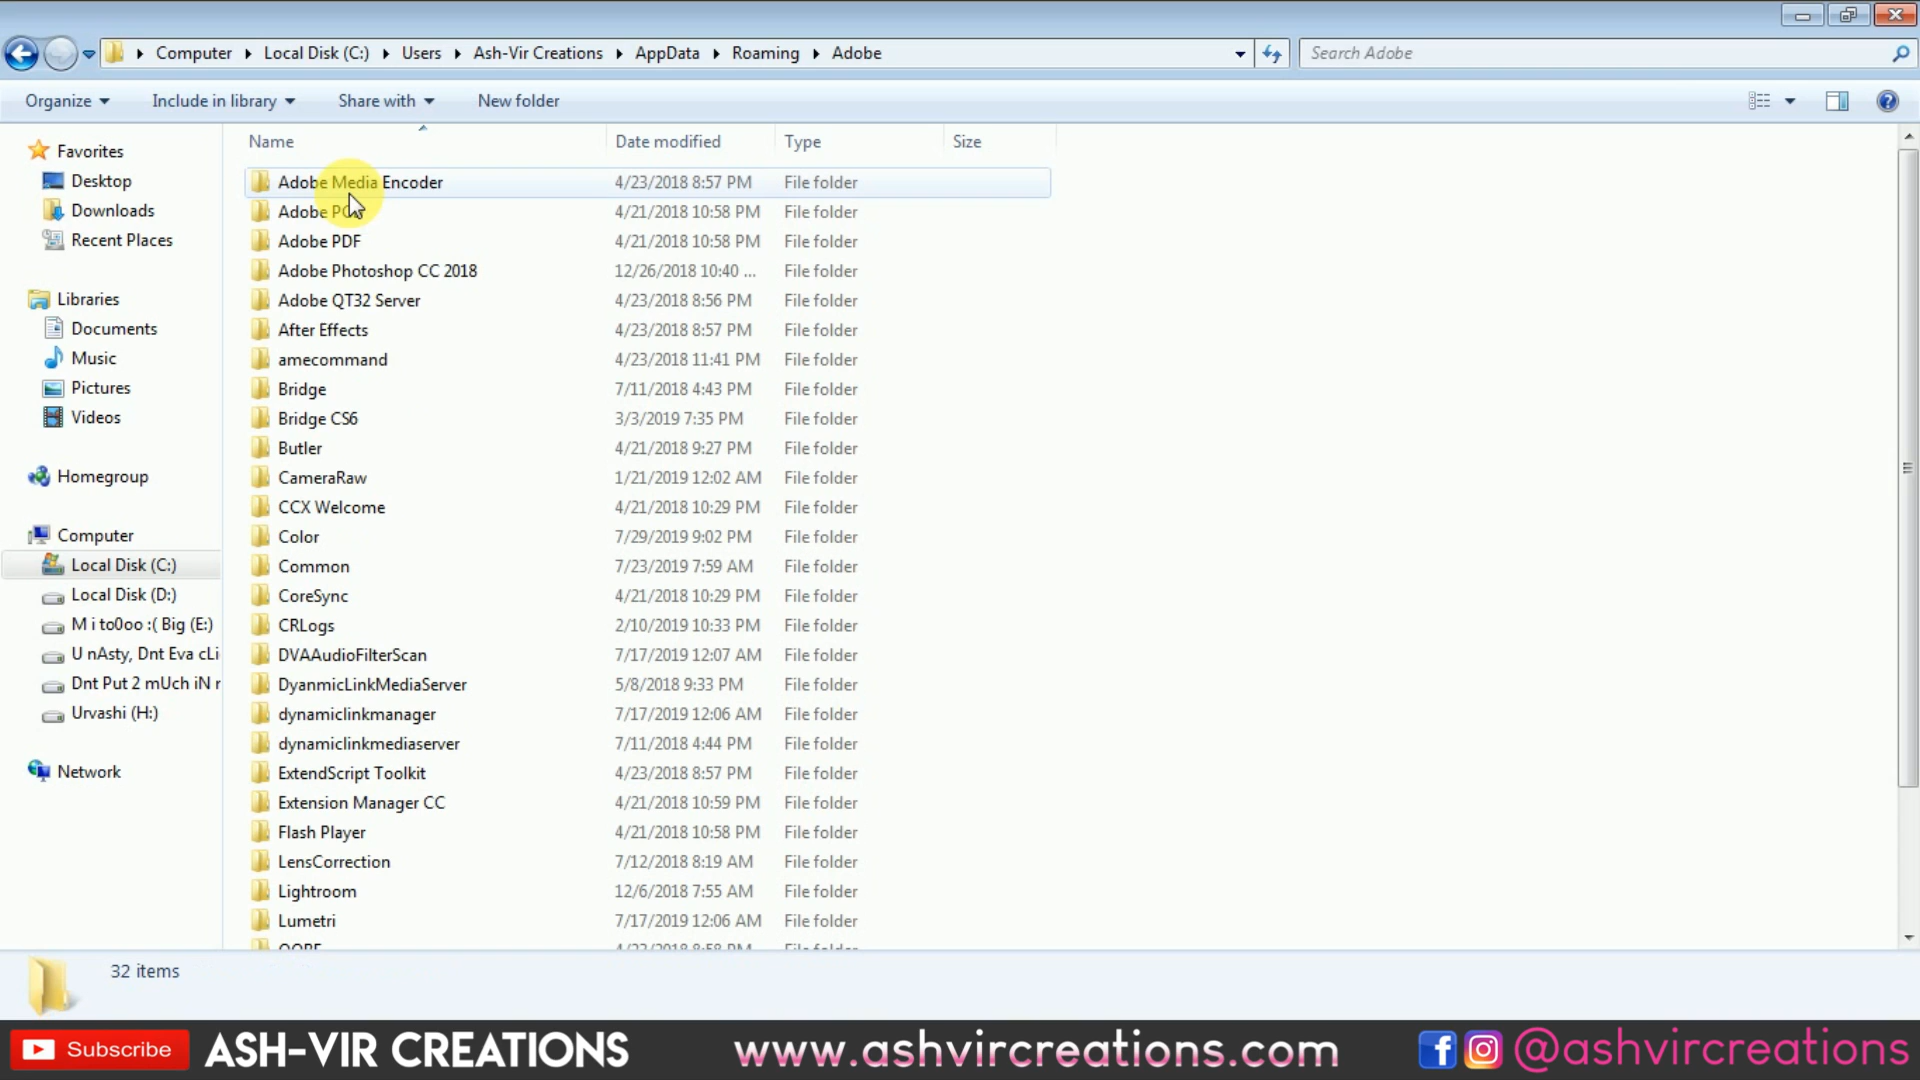 Computer Local Disk (C:) Users Ash-Vir Creations AppData Roaming Adobe
Search Adobe
Organize Include in library Share with New folder
Name Date modified Type Size
Favorites
Desktop
Downloads
Recent Places
Libraries
Documents
Music
Pictures
Videos
Homegroup
Computer
Local Disk (C:)
Local Disk (D:)
M i to0oo :( Big (E:)
U nAsty, Dnt Eva cLi
Dnt Put 2 mUch iN r
Urvashi (H:)
Network
Adobe Media Encoder 4/23/2018 8:57 PM File folder
Adobe 4/21/2018 10:58 PM File folder
Adobe PDF 4/21/2018 10:58 PM File folder
Adobe Photoshop CC 2018 12/26/2018 10:40 ... File folder
Adobe QT32 Server 4/23/2018 8:56 PM File folder
After Effects 4/23/2018 8:57 PM File folder
amecommand 4/23/2018 11:41 PM File folder
Bridge 7/11/2018 4:43 PM File folder
Bridge CS6 3/3/2019 7:35 PM File folder
Butler 4/21/2018 9:27 PM File folder
CameraRaw 1/21/2019 12:02 AM File folder
CCX Welcome 4/21/2018 10:29 PM File folder
Color 7/29/2019 9:02 PM File folder
Common 7/23/2019 7:59 AM File folder
CoreSync 4/21/2018 10:29 PM File folder
CRLogs 2/10/2019 10:33 PM File folder
DVAAudioFilterScan 7/17/2019 12:07 AM File folder
DyanmicLinkMediaServer 5/8/2018 9:33 PM File folder
dynamiclinkmanager 7/17/2019 12:06 AM File folder
dynamiclinkmediaserver 7/11/2018 4:44 PM File folder
ExtendScript Toolkit 4/23/2018 8:57 PM File folder
Extension Manager CC 4/21/2018 10:59 PM File folder
Flash Player 4/21/2018 10:58 PM File folder
LensCorrection 7/12/2018 8:19 AM File folder
Lightroom 12/6/2018 7:55 AM File folder
Lumetri 7/17/2019 12:06 AM File folder
32 items
Subscribe ASH-VIR CREATIONS www.ashvircreations.com @ashvircreations